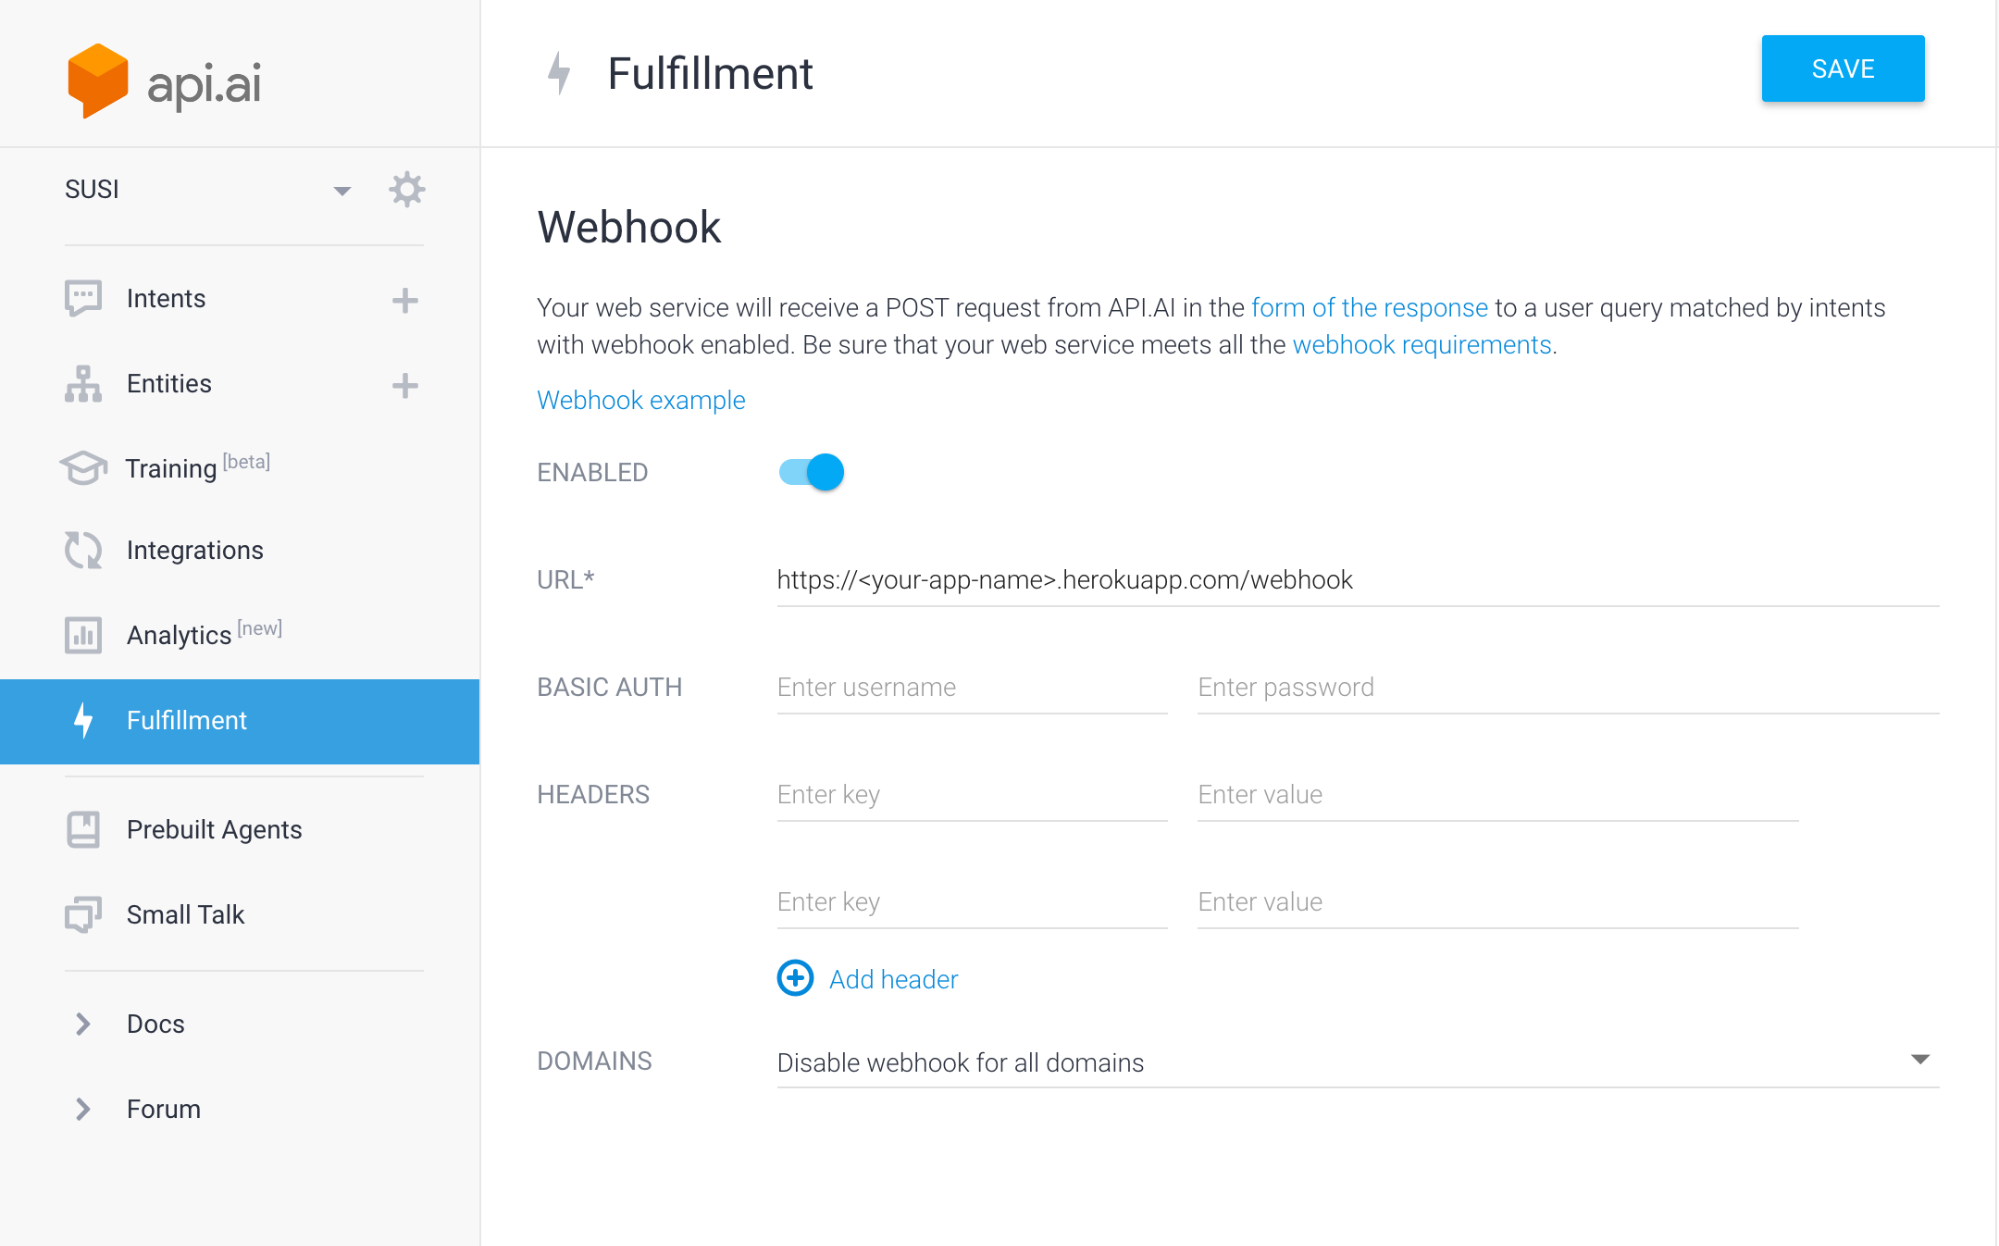 api.ai
Fulfillment
SAVE
SUSI
Intents
Entities
Training [beta]
Integrations
Analytics [new]
Fulfillment
Prebuilt Agents
Small Talk
Docs
Forum
Webhook
Your web service will receive a POST request from API.AI in the form of the response to a user query matched by intents
with webhook enabled. Be sure that your web service meets all the webhook requirements.
Webhook example
ENABLED
URL* https://<your-app-name>.herokuapp.com/webhook
BASIC AUTH Enter username Enter password
HEADERS Enter key Enter value
Enter key Enter value
Add header
DOMAINS Disable webhook for all domains